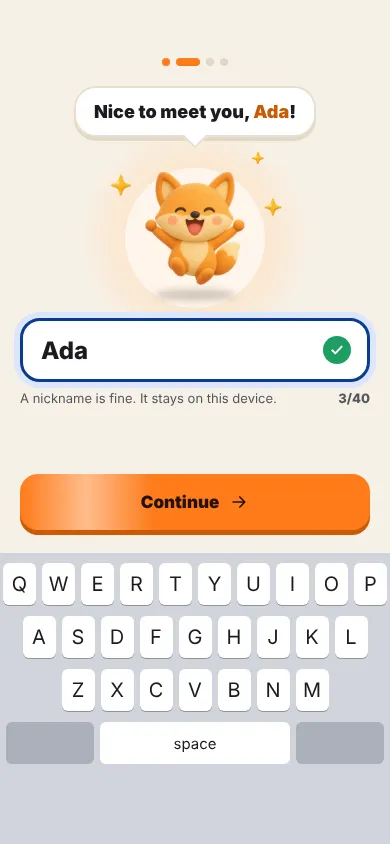 Nice to meet you, Ada!
Ada
A nickname is fine. It stays on this device. 3/40
Continue →
Q W E R T Y U I O P
A S D F G H J K L
Z X C V B N M
space